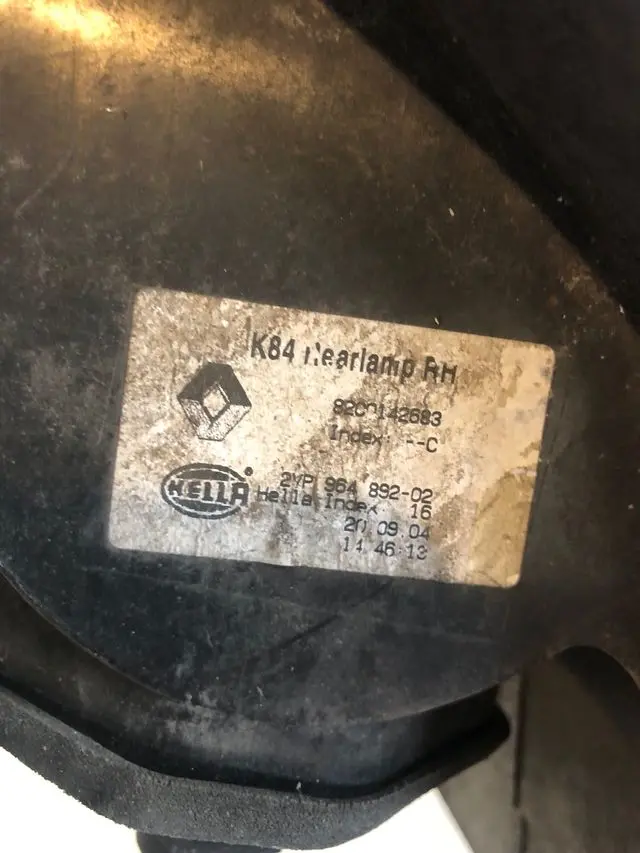 K84 Rearlamp RH
8200142683
Index: --C
HELLA®
2VP 964 892-02
Hella Index: 16
20.09.04
14:46:13